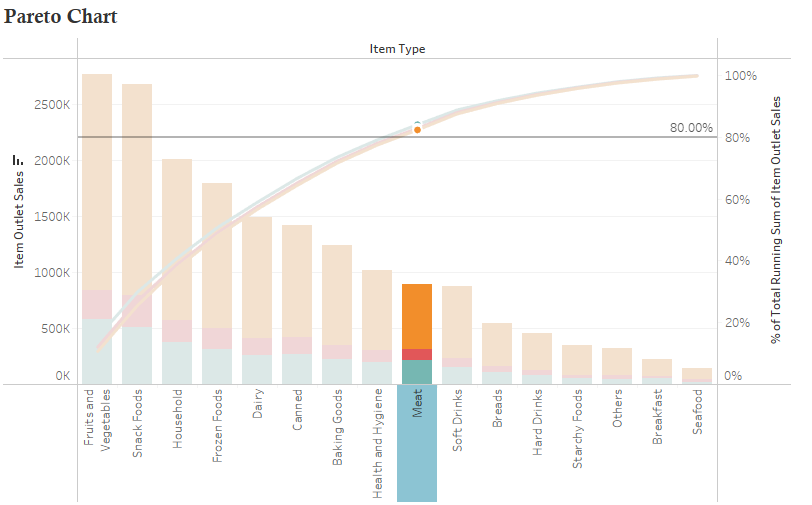 Pareto Chart
Item Type
Item Outlet Sales
2500K
2000K
1500K
1000K
500K
0K
80.00%
100%
80%
60%
40%
20%
0%
% of Total Running Sum of Item Outlet Sales
Fruits and
Vegetables
Snack Foods
Household
Frozen Foods
Dairy
Canned
Baking Goods
Health and Hygiene
Meat
Soft Drinks
Breads
Hard Drinks
Starchy Foods
Others
Breakfast
Seafood